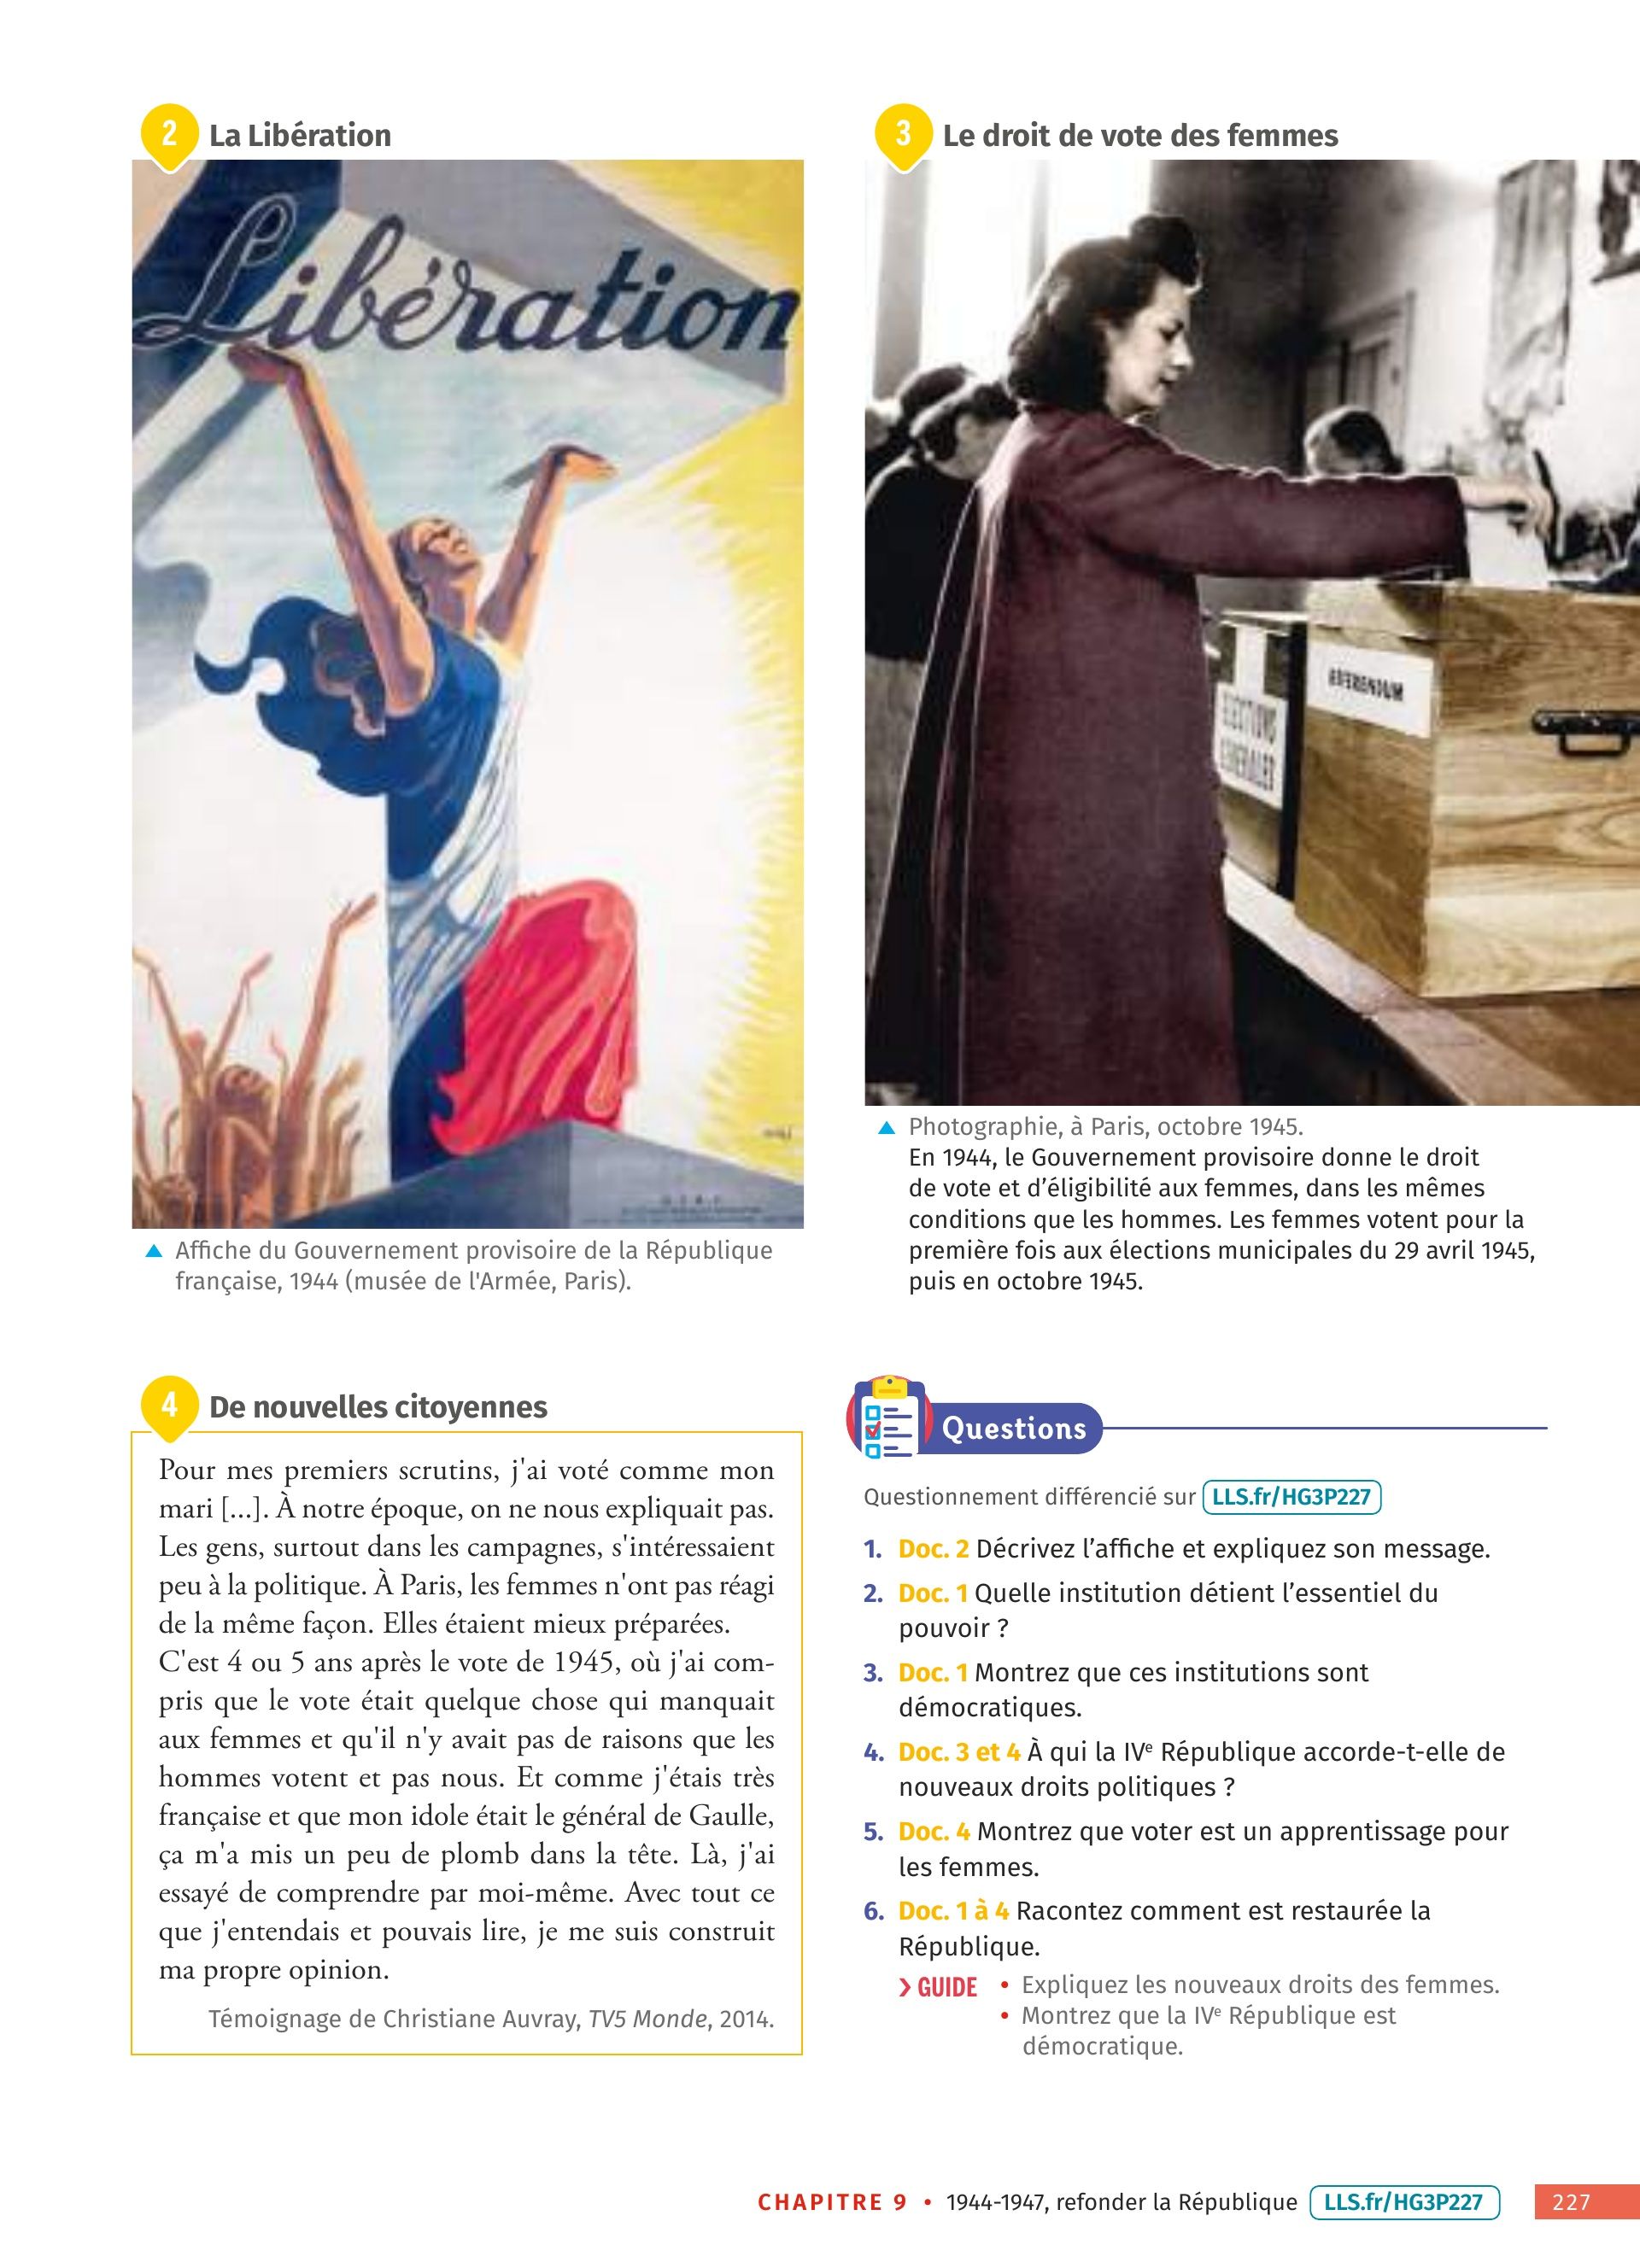 2 La Libération
Libération
Affiche du Gouvernement provisoire de la République
française, 1944 (musée de l'Armée, Paris).
3 Le droit de vote des femmes
RÉFÉRENDUM
ÉLECTIONS
GÉNÉRALES
Photographie, à Paris, octobre 1945.
En 1944, le Gouvernement provisoire donne le droit
de vote et d’éligibilité aux femmes, dans les mêmes
conditions que les hommes. Les femmes votent pour la
première fois aux élections municipales du 29 avril 1945,
puis en octobre 1945.
4 De nouvelles citoyennes
Pour mes premiers scrutins, j'ai voté comme mon
mari [...]. À notre époque, on ne nous expliquait pas.
Les gens, surtout dans les campagnes, s'intéressaient
peu à la politique. À Paris, les femmes n'ont pas réagi
de la même façon. Elles étaient mieux préparées.
C'est 4 ou 5 ans après le vote de 1945, où j'ai com-
pris que le vote était quelque chose qui manquait
aux femmes et qu'il n'y avait pas de raisons que les
hommes votent et pas nous. Et comme j'étais très
française et que mon idole était le général de Gaulle,
ça m'a mis un peu de plomb dans la tête. Là, j'ai
essayé de comprendre par moi-même. Avec tout ce
que j'entendais et pouvais lire, je me suis construit
ma propre opinion.
Témoignage de Christiane Auvray, TV5 Monde, 2014.
Questions
Questionnement différencié sur LLS.fr/HG3P227
1. Doc. 2 Décrivez l’affiche et expliquez son message.
2. Doc. 1 Quelle institution détient l’essentiel du
pouvoir ?
3. Doc. 1 Montrez que ces institutions sont
démocratiques.
4. Doc. 3 et 4 À qui la IVe République accorde-t-elle de
nouveaux droits politiques ?
5. Doc. 4 Montrez que voter est un apprentissage pour
les femmes.
6. Doc. 1 à 4 Racontez comment est restaurée la
République.
GUIDE • Expliquez les nouveaux droits des femmes.
• Montrez que la IVe République est
démocratique.
CHAPITRE 9 • 1944-1947, refonder la République LLS.fr/HG3P227 227